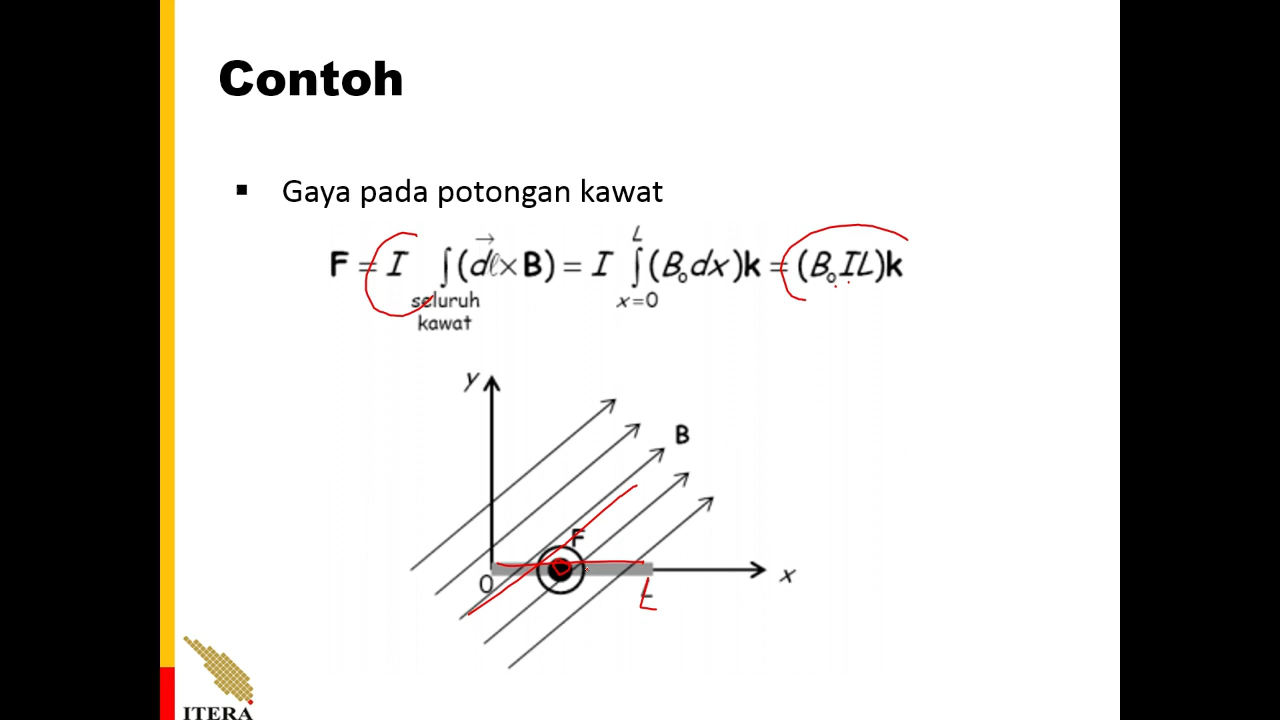 Contoh
▪ Gaya pada potongan kawat
F = I ∫(dℓ⃗ × B) = I ∫(B₀dx)k = (B₀IL)k
L
seluruh x=0
kawat
y
B
F
0
x
L
ITERA